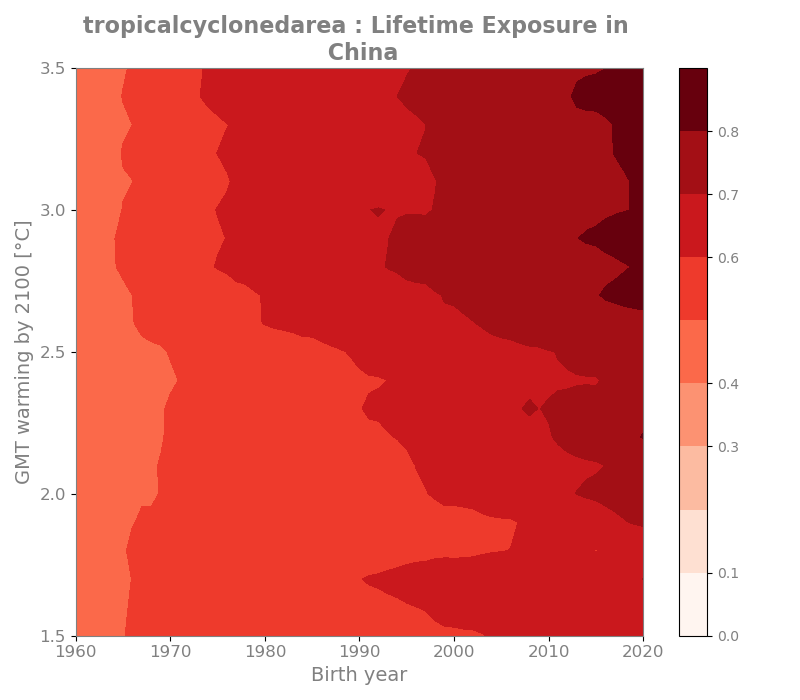 tropicalcyclonedarea : Lifetime Exposure in
China
3.5
3.0
2.5
2.0
1.5
GMT warming by 2100 [°C]
1960 1970 1980 1990 2000 2010 2020
Birth year
0.8
0.7
0.6
0.4
0.3
0.1
0.0